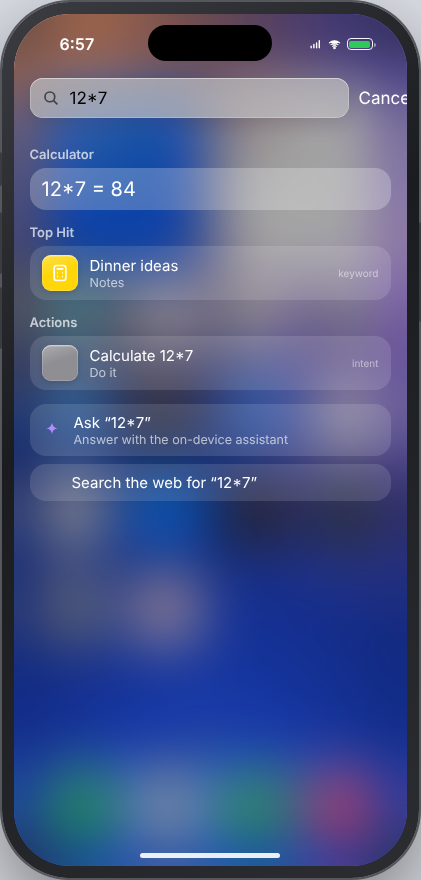 6:57
12*7
Cance
Calculator
12*7 = 84
Top Hit
Dinner ideas
Notes
keyword
Actions
Calculate 12*7
Do it
intent
Ask “12*7”
Answer with the on-device assistant
Search the web for “12*7”